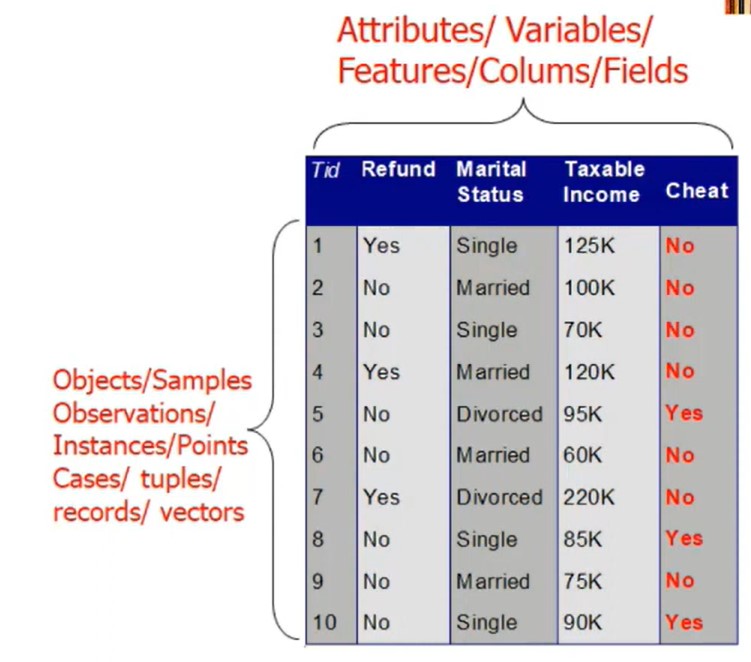 Attributes/ Variables/
Features/Colums/Fields
Tid Refund Marital Status Taxable Income Cheat
1 Yes Single 125K No
2 No Married 100K No
3 No Single 70K No
4 Yes Married 120K No
5 No Divorced 95K Yes
6 No Married 60K No
7 Yes Divorced 220K No
8 No Single 85K Yes
9 No Married 75K No
10 No Single 90K Yes
Objects/Samples
Observations/
Instances/Points
Cases/ tuples/
records/ vectors